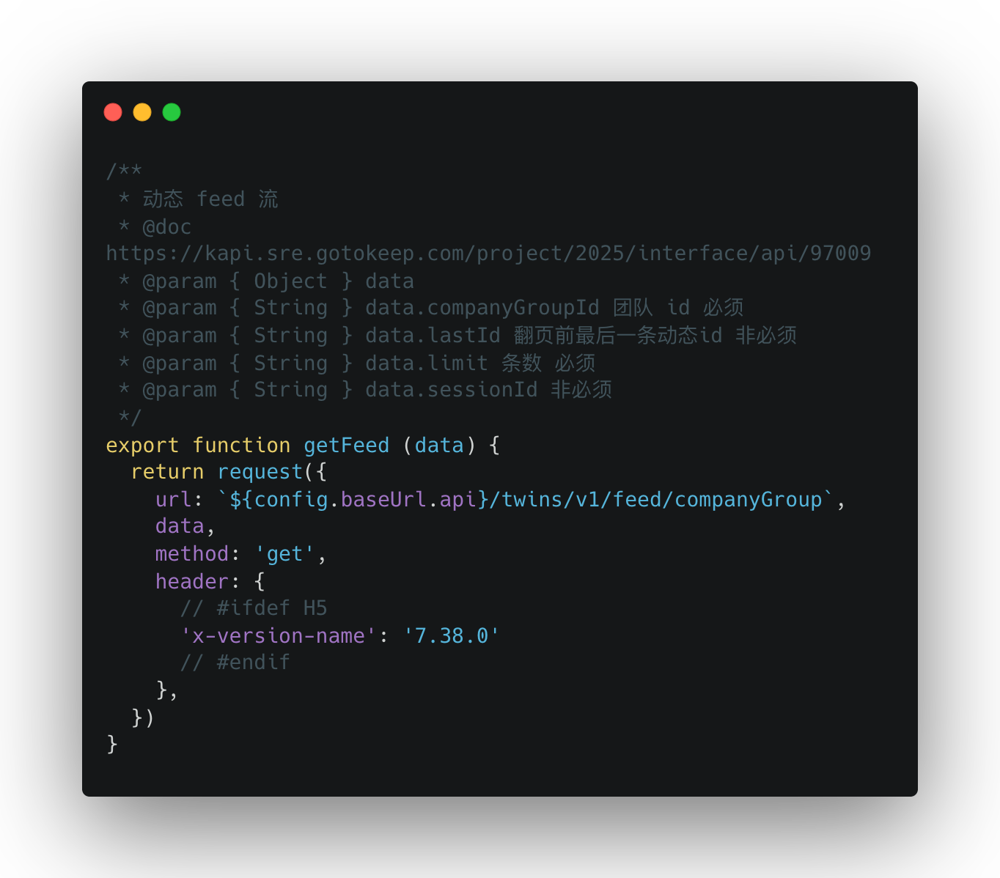 /**
 * 动态 feed 流
 * @doc
https://kapi.sre.gotokeep.com/project/2025/interface/api/97009
 * @param { Object } data
 * @param { String } data.companyGroupId 团队 id 必须
 * @param { String } data.lastId 翻页前最后一条动态id 非必须
 * @param { String } data.limit 条数 必须
 * @param { String } data.sessionId 非必须
 */
export function getFeed (data) {
  return request({
    url: `${config.baseUrl.api}/twins/v1/feed/companyGroup`,
    data,
    method: 'get',
    header: {
      // #ifdef H5
      'x-version-name': '7.38.0'
      // #endif
    },
  })
}